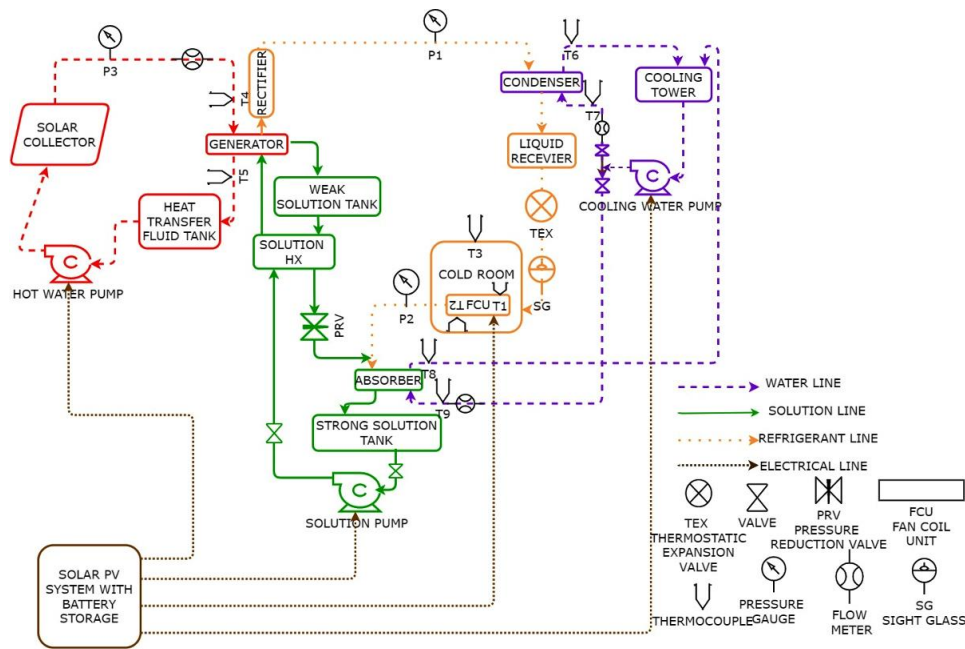 P3
P1
T6
T4
RECTIFIER
CONDENSER
COOLING
TOWER
SOLAR
COLLECTOR
T7
GENERATOR
LIQUID
RECEVIER
T5
C
WEAK
SOLUTION TANK
COOLING WATER PUMP
HEAT
TRANSFER
FLUID TANK
TEX
SOLUTION
HX
T3
C
COLD ROOM
HOT WATER PUMP
T2 FCU T1
SG
P2
PRV
T8
ABSORBER
WATER LINE
T9
SOLUTION LINE
STRONG SOLUTION
TANK
REFRIGERANT LINE
ELECTRICAL LINE
C
SOLUTION PUMP
TEX
THERMOSTATIC
EXPANSION
VALVE
VALVE
PRV
PRESSURE
REDUCTION VALVE
FCU
FAN COIL
UNIT
SOLAR PV
SYSTEM WITH
BATTERY
STORAGE
THERMOCOUPLE
PRESSURE
GAUGE
FLOW
METER
SG
SIGHT GLASS